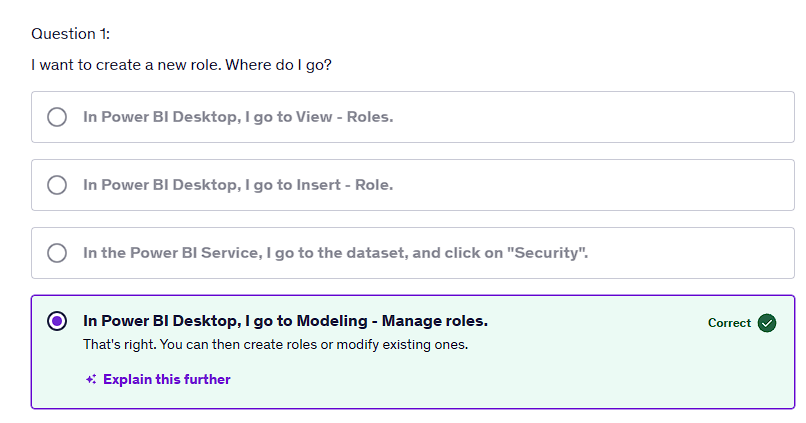 Question 1:
I want to create a new role. Where do I go?
In Power BI Desktop, I go to View - Roles.
In Power BI Desktop, I go to Insert - Role.
In the Power BI Service, I go to the dataset, and click on "Security".
In Power BI Desktop, I go to Modeling - Manage roles.
Correct
That's right. You can then create roles or modify existing ones.
Explain this further